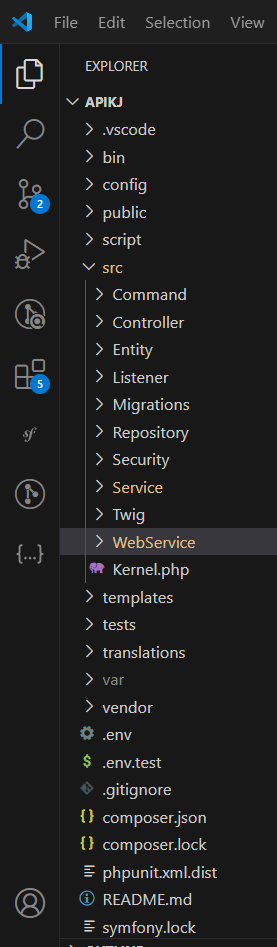 File Edit Selection View
EXPLORER
APIKJ
.vscode
bin
config
public
script
src
Command
Controller
Entity
Listener
Migrations
Repository
Security
Service
Twig
WebService
Kernel.php
templates
tests
translations
var
vendor
.env
.env.test
.gitignore
composer.json
composer.lock
phpunit.xml.dist
README.md
symfony.lock
2
5
sf
{...}